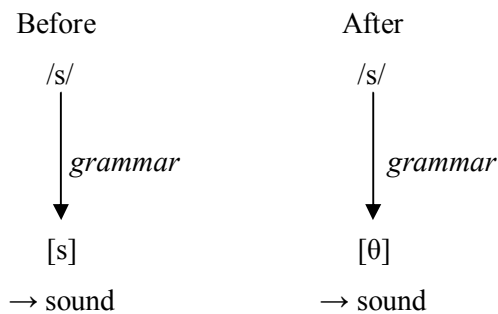 Before After
/s/ /s/
grammar grammar
[s] [θ]
→ sound → sound